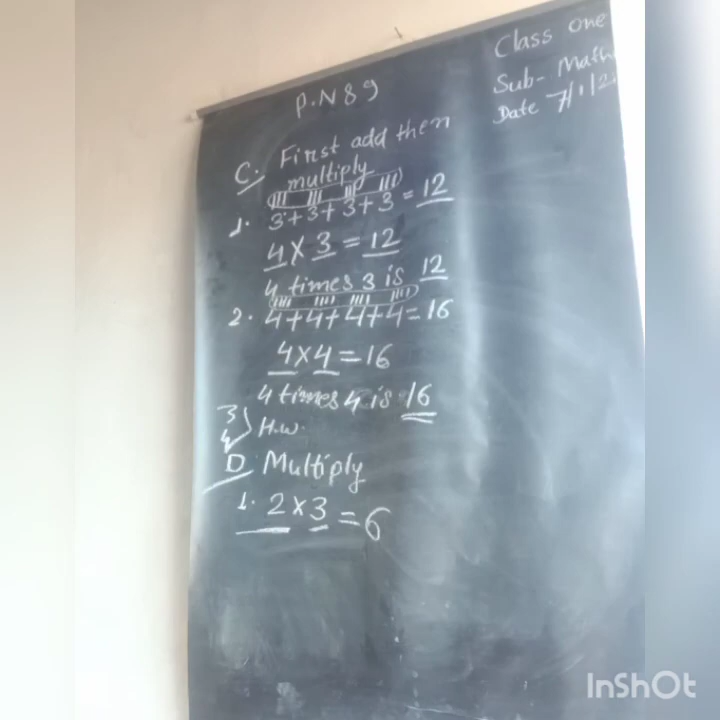 Class one
Sub- Math
Date 7/1/2
P.N 89
C. First add then
multiply
1. 3+3+3+3=12
4×3=12
4 times 3 is 12
2. 4+4+4+4=16
4×4=16
4 times 4 is 16
3
4
H.W.
D Multiply
1. 2×3=6
InShOt